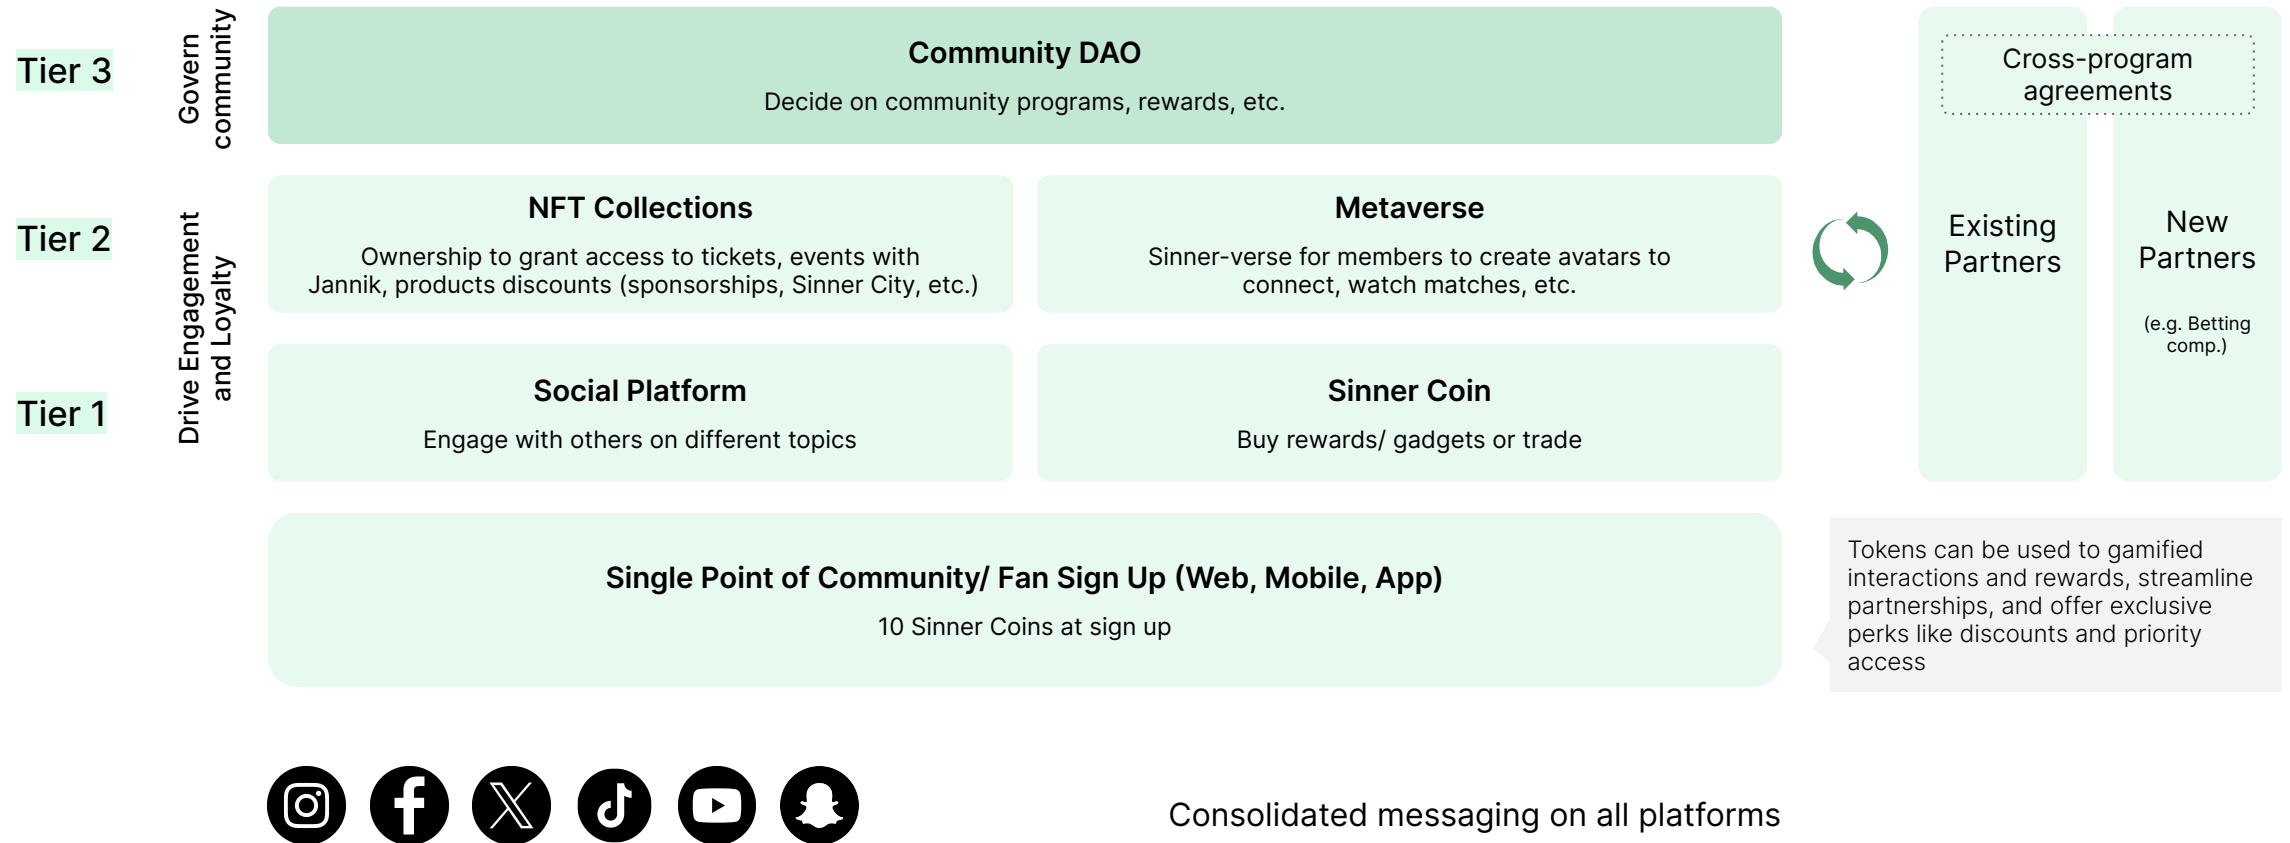 Tier 3
Govern
community
Community DAO
Decide on community programs, rewards, etc.
Cross-program
agreements
Tier 2
Drive Engagement
and Loyalty
NFT Collections
Ownership to grant access to tickets, events with
Jannik, products discounts (sponsorships, Sinner City, etc.)
Metaverse
Sinner-verse for members to create avatars to
connect, watch matches, etc.
Existing
Partners
New
Partners
(e.g. Betting
comp.)
Tier 1
Social Platform
Engage with others on different topics
Sinner Coin
Buy rewards/ gadgets or trade
Single Point of Community/ Fan Sign Up (Web, Mobile, App)
10 Sinner Coins at sign up
Tokens can be used to gamified
interactions and rewards, streamline
partnerships, and offer exclusive
perks like discounts and priority
access
Consolidated messaging on all platforms